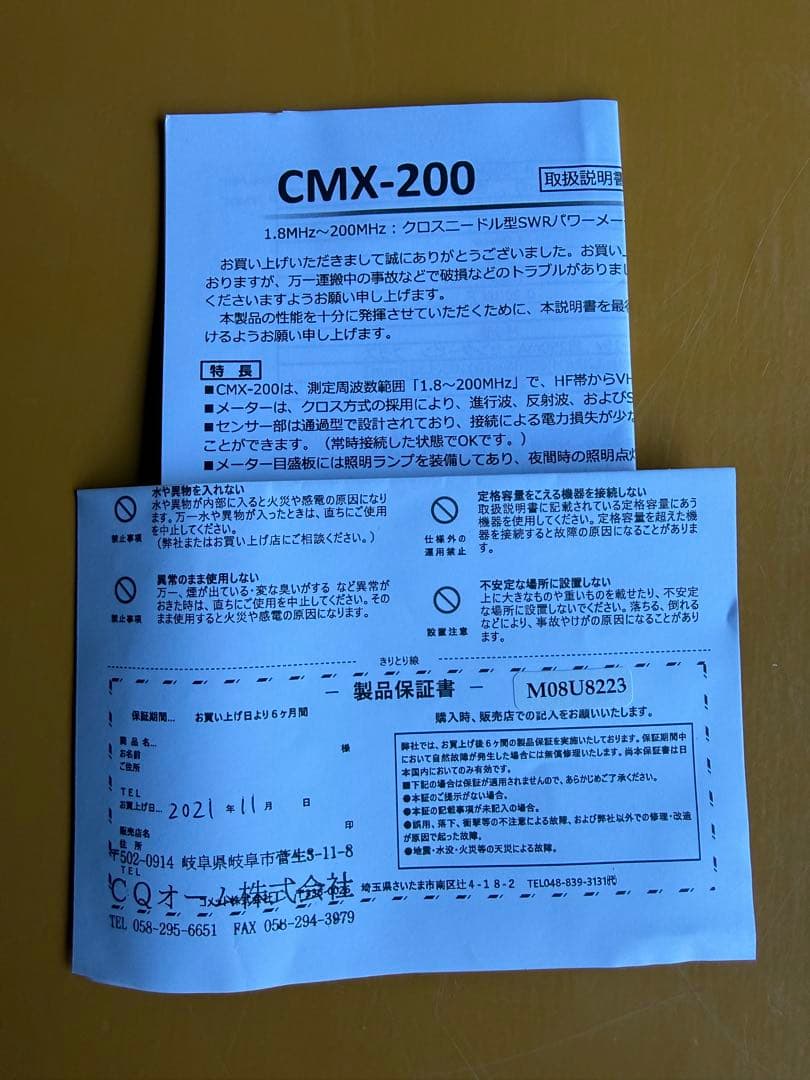 CMX-200
取扱説明書
1.8MHz～200MHz：クロスニードル型SWRパワーメー
お買い上げいただきまして誠にありがとうございました。お買い上
おりますが、万一運搬中の事故などで破損などのトラブルがありまし
くださいますようお願い申し上げます。
本製品の性能を十分に発揮させていただくために、本説明書を最
けるようお願い申し上げます。
特 長
■CMX-200は、測定周波数範囲「1.8～200MHz」で、HF帯からVH
■メーターは、クロス方式の採用により、進行波、反射波、およびS
■センサー部は通過型で設計されており、接続による電力損失が少な
ことができます。（常時接続した状態でOKです。）
■メーター目盛板には照明ランプを装備してあり、夜間時の照明点灯
水や異物を入れない
水や異物が内部に入ると火災や感電の原因になり
ます。万一水や異物が入ったときは、直ちにご使用
を中止してください。
（弊社またはお買い上げ店にご相談ください。）
禁止事項
定格容量をこえる機器を接続しない
取扱説明書に記載されている定格容量にあう
機器を使用してください。定格容量を超えた機
器を接続すると故障の原因になることがありま
す。
仕様外の
運用禁止
異常のまま使用しない
万一、煙が出ている・変な臭いがする など異常が
おきた時は、直ちにご使用を中止してください。その
まま使用すると火災や感電の原因になります。
禁止事項
不安定な場所に設置しない
上に大きなものや重いものを載せたり、不安定
な場所に設置しないでください。落ちる、倒れる
などにより、事故やけがの原因になることがあり
ます。
設置注意
きりとり線
－ 製品保証書 －
M08U8223
保証期間… お買い上げ日より6ヶ月間
購入時、販売店での記入をお願いいたします。
商品名…
お名前 様
ご住所
TEL
お買上げ日… 2021 年 11 月 日
販売店名 印
住 所
〒502-0914 岐阜県岐阜市菅生3-11-8
TEL
CQオーム株式会社
コメット株式会社
埼玉県さいたま市南区辻4-18-2 TEL048-839-3131㈹
TEL 058-295-6651 FAX 058-294-3979
弊社では、お買上げ後6ヶ間の製品保証を実施いたしております。保証期間中
において自然故障が発生した場合には無償修理いたします。尚本保証書は日
本国内においてのみ有効です。
■下記の場合は保証が適用されませんので、あらかじめご了承ください。
●本証のご提示がない場合。
●本証の記載事項が未記入の場合。
●誤用、落下、衝撃等の不注意による故障、および弊社以外での修理・改造
が原因で起った故障。
●地震・水没・火災等の天災による故障。